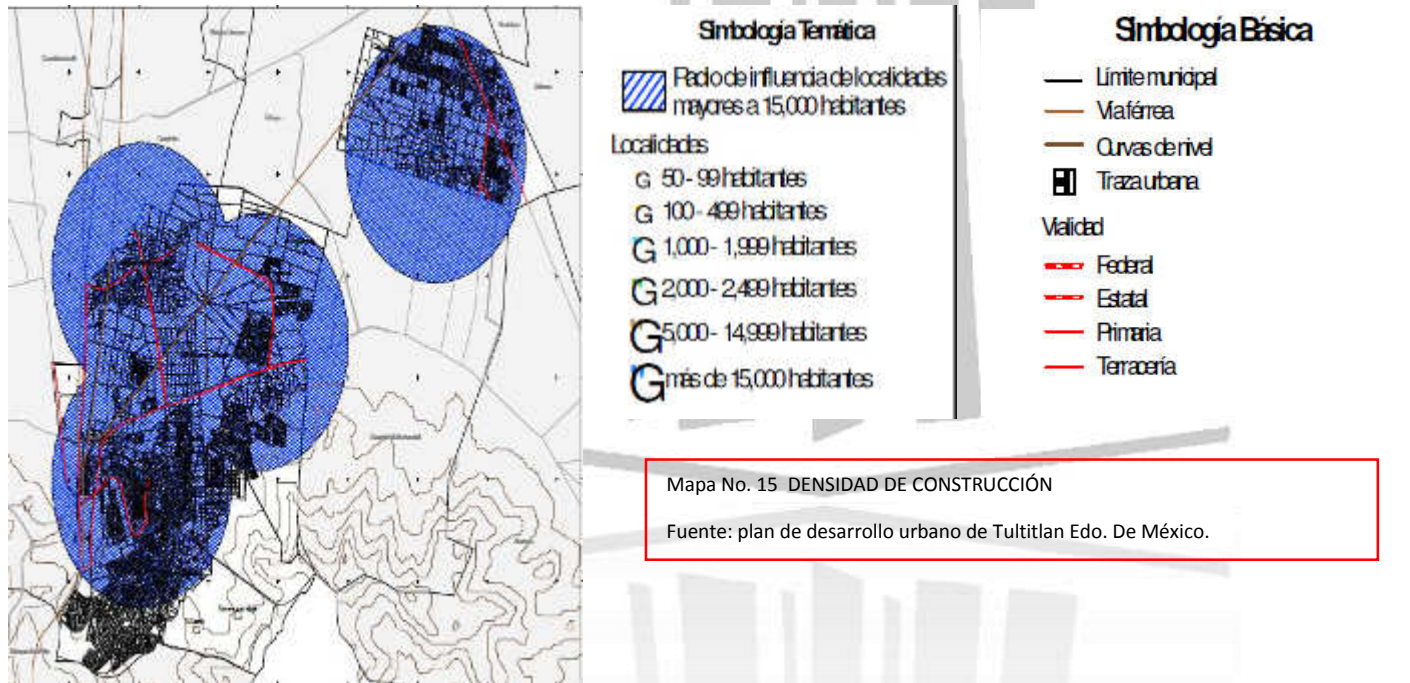 Simbología Temática
Radio de influencia de localidades
mayores a 15,000 habitantes
Localidades
G 50 - 99 habitantes
G 100 - 499 habitantes
G 1,000 - 1,999 habitantes
G 2,000 - 2,499 habitantes
G 5,000 - 14,999 habitantes
G más de 15,000 habitantes
Simbología Básica
Límite municipal
Vía férrea
Curvas de nivel
Traza urbana
Vialidad
Federal
Estatal
Primaria
Terracería
Mapa No. 15 DENSIDAD DE CONSTRUCCIÓN
Fuente: plan de desarrollo urbano de Tultitlan Edo. De México.